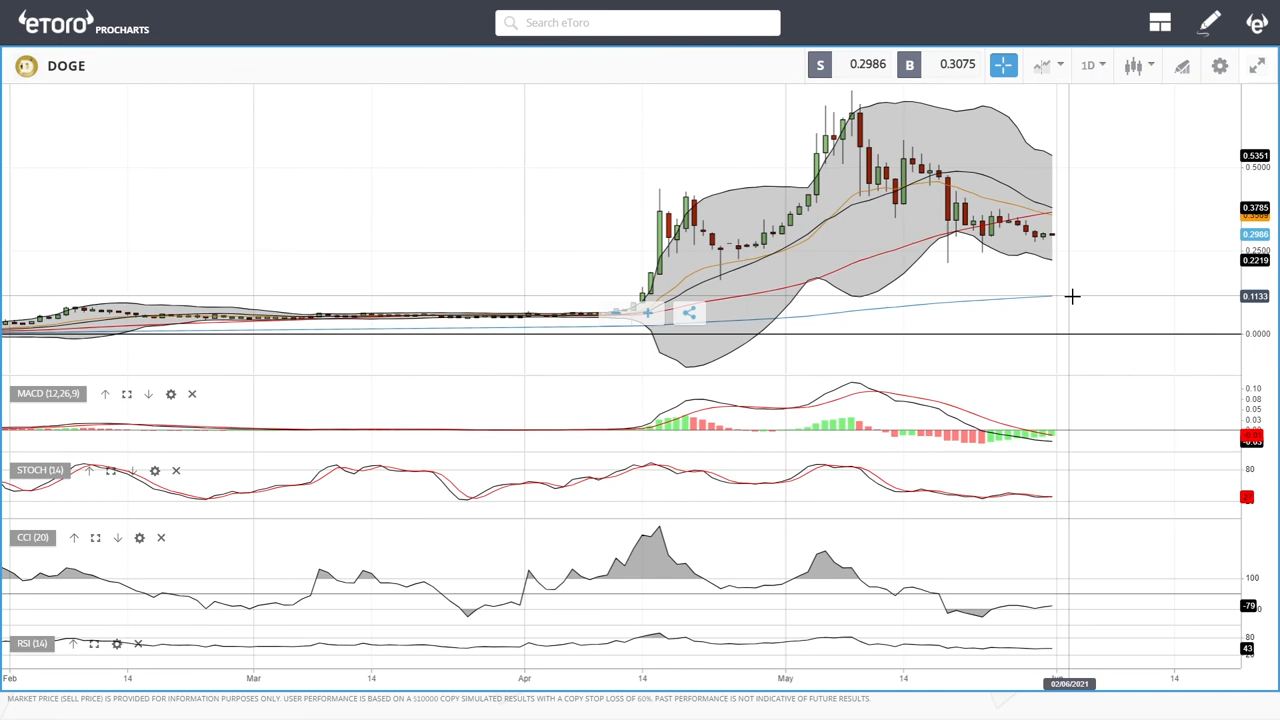 eToro PROCHARTS
Search eToro
DOGE
S 0.2986 B 0.3075
1D
0.5351
0.5000
0.3785
0.2986
0.2500
0.2219
0.1133
0.0000
MACD (12,26,9)
0.10
0.08
0.05
0.03
STOCH (14)
80
CCI (20)
100
-79
RSI (14)
80
43
Feb 14 Mar 14 Apr 14 May 14 14
02/06/2021
MARKET PRICE (SELL PRICE) IS PROVIDED FOR INFORMATION PURPOSES ONLY. USER PERFORMANCE IS BASED ON A $10000 COPY SIMULATED RESULTS WITH A COPY STOP LOSS OF 60%. PAST PERFORMANCE IS NOT INDICATIVE OF FUTURE RESULTS.